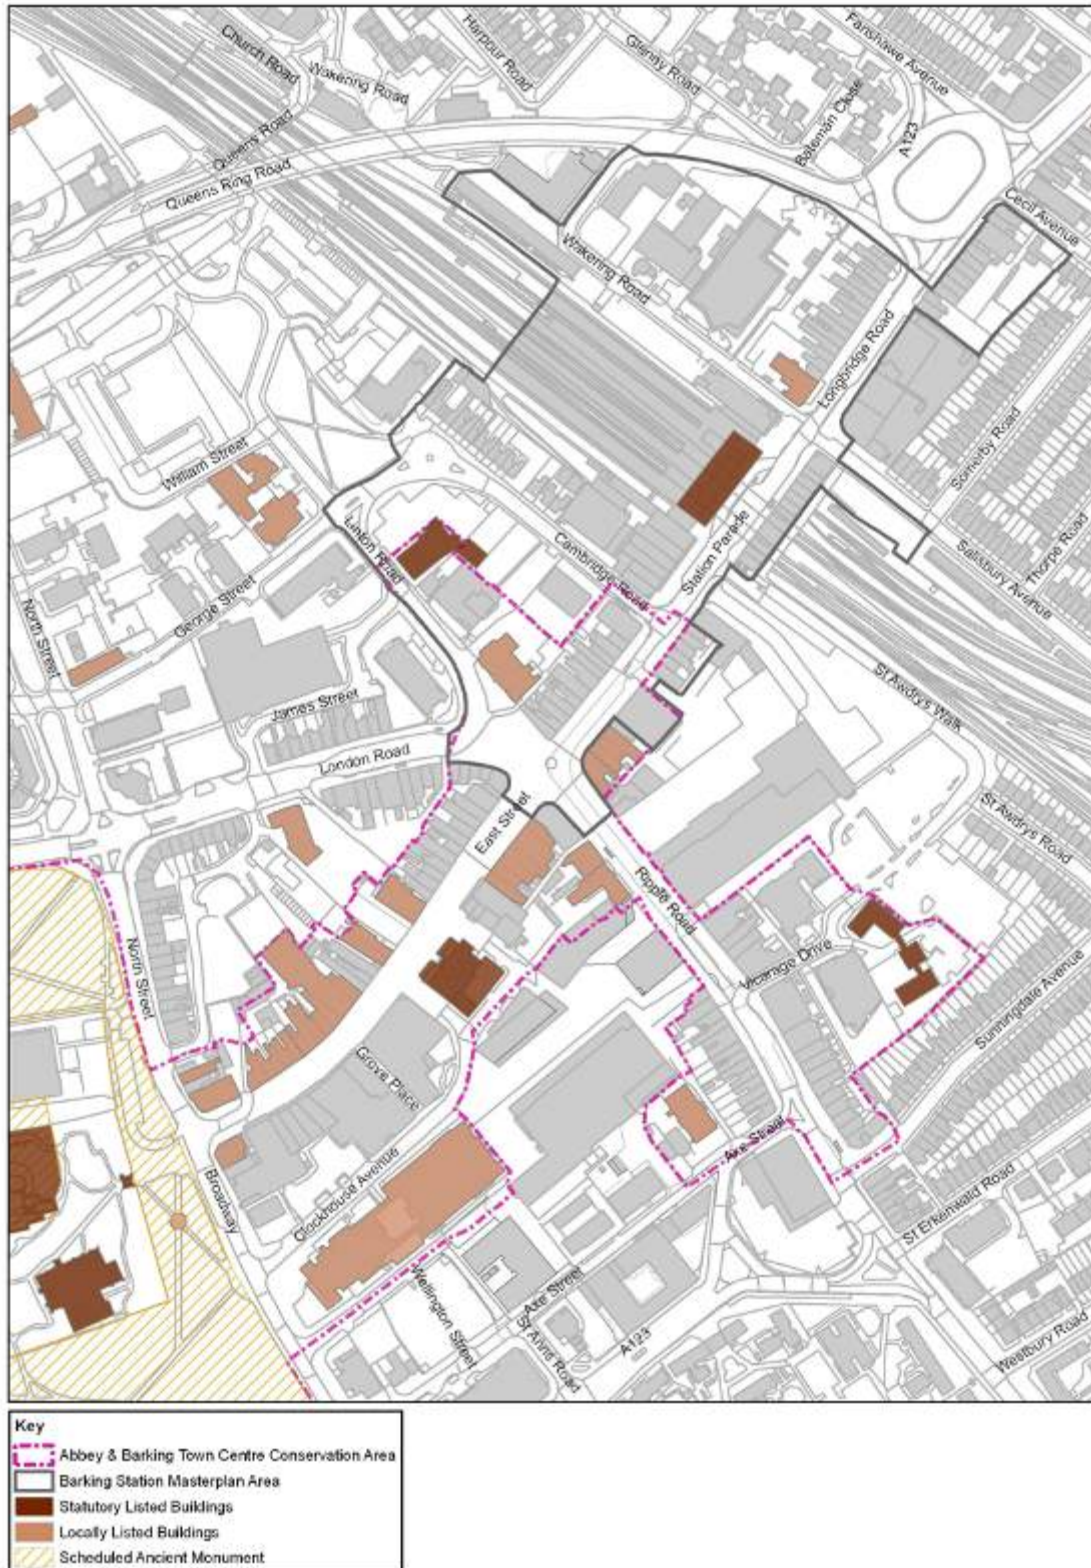 Church Road
Wakering Road
Harpour Road
Glenny Road
Fanshawe Avenue
Bateman Close
A123
Queens Road
Queens Ring Road
Cecil Avenue
Wakering Road
Longbridge Road
William Street
Somerby Road
Linton Road
Cambridge Road
Station Parade
Salisbury Avenue
Thorpe Road
North Street
George Street
James Street
London Road
St Awdrys Walk
St Awdrys Road
East Street
Ripple Road
North Street
Vicarage Drive
Sunningdale Avenue
Grove Place
Axe Street
Broadway
Clockhouse Avenue
St Erkenwald Road
Wellington Street
Axe Street
St Anns Road
A123
Westbury Road
Key
Abbey & Barking Town Centre Conservation Area
Barking Station Masterplan Area
Statutory Listed Buildings
Locally Listed Buildings
Scheduled Ancient Monument